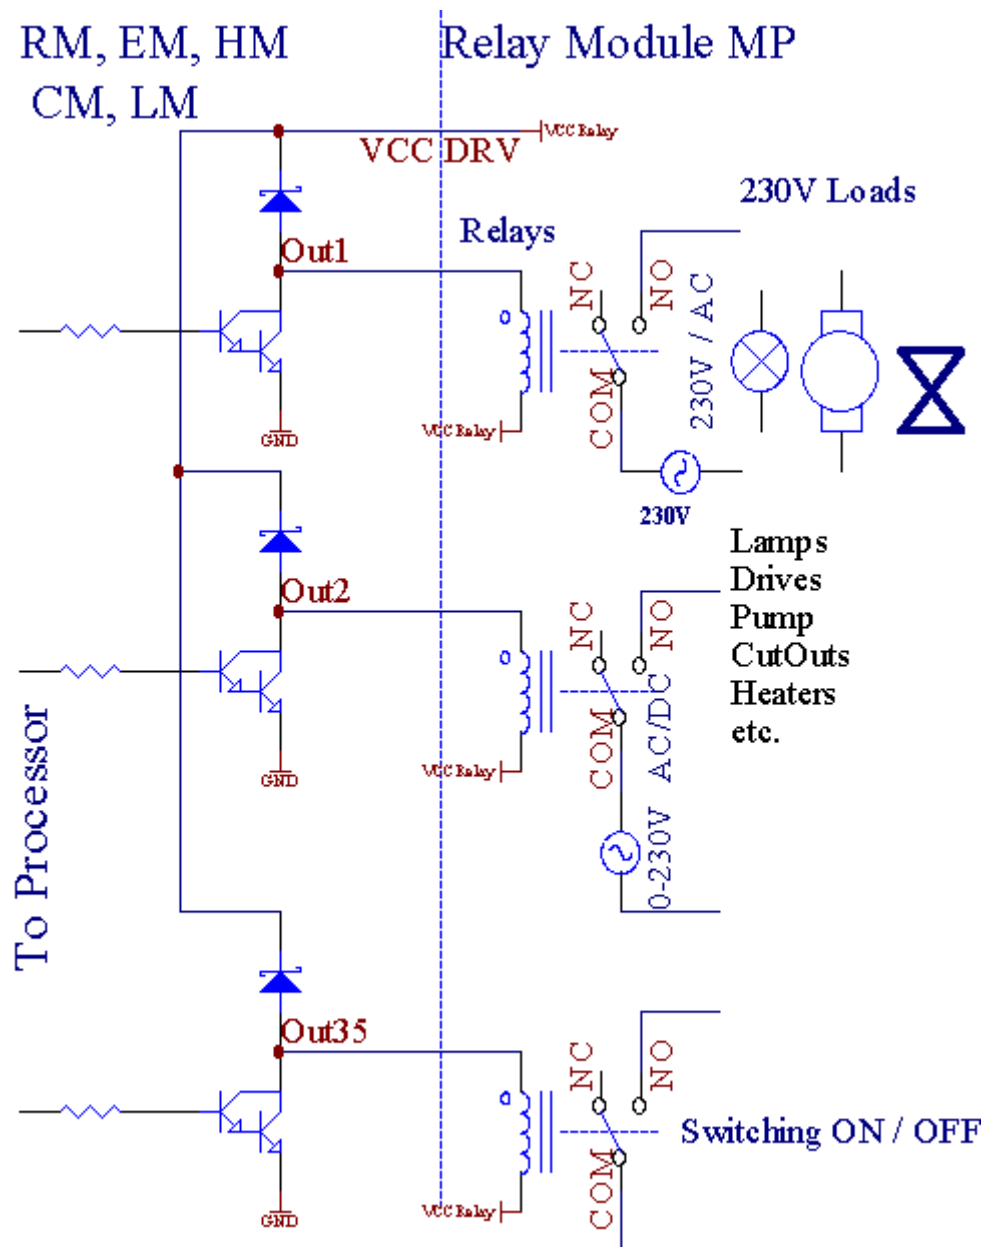 RM, EM, HM
CM, LM
Relay Module MP
VCC DRV
VCC Relay
230V Loads
Relays
Out1
NC
NO
COM
230V / AC
GND
VCC Relay
230V
Out2
NC
NO
COM
0-230V AC/DC
GND
VCC Relay
Lamps
Drives
Pump
CutOuts
Heaters
etc.
To Processor
Out35
NC
NO
COM
Switching ON / OFF
GND
VCC Relay